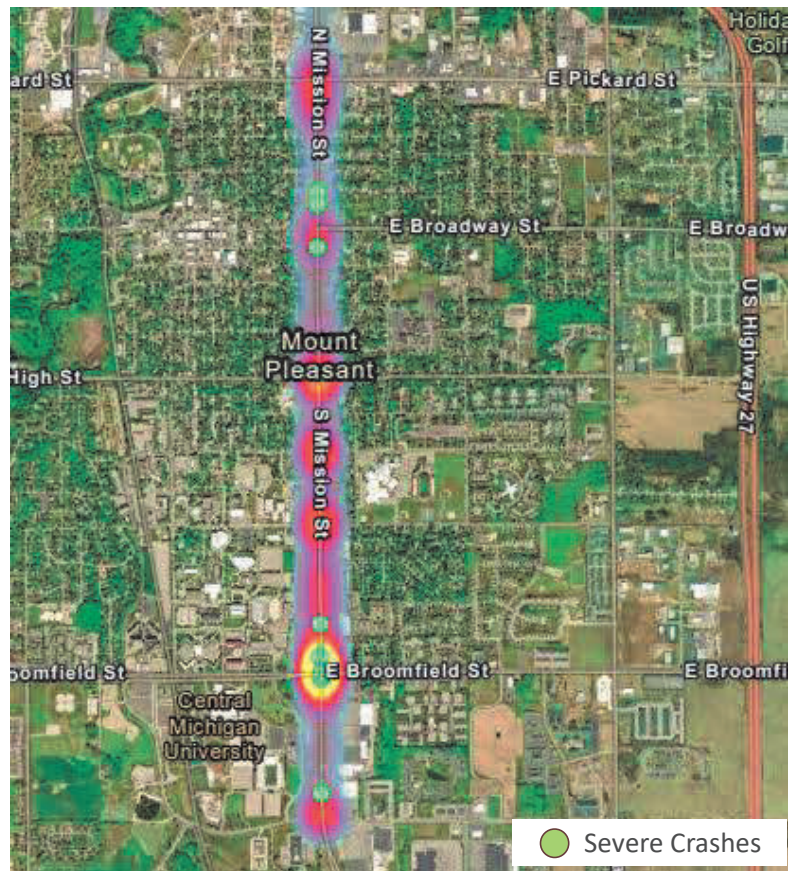 Holida
Golf
N Mission St
ard St
E Pickard St
E Broadway St
E Broadw
US Highway 27
Mount
Pleasant
High St
S Mission St
oomfield St
E Broomfield St
E Broomfi
Central
Michigan
University
Severe Crashes